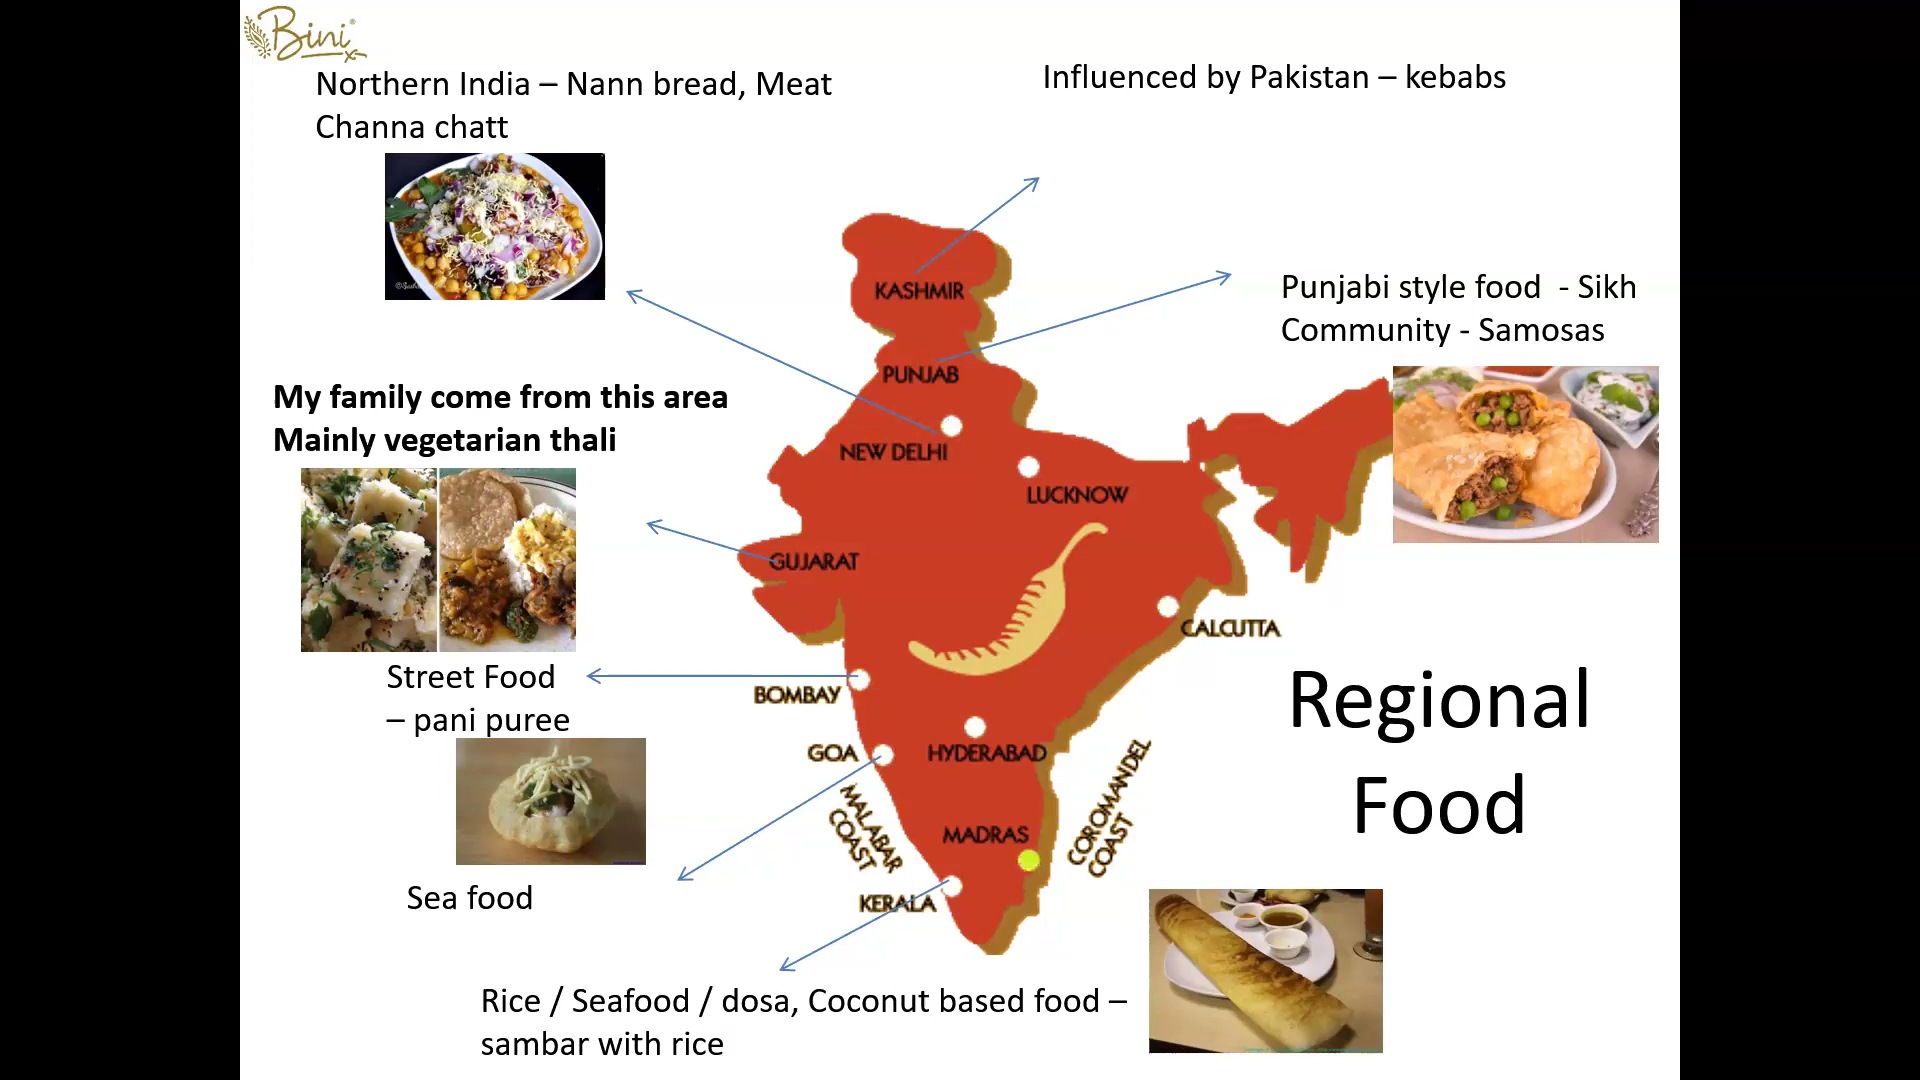 Bini®
Northern India – Nann bread, Meat
Channa chatt
Influenced by Pakistan – kebabs
KASHMIR
Punjabi style food - Sikh
Community - Samosas
PUNJAB
My family come from this area
Mainly vegetarian thali
NEW DELHI
LUCKNOW
GUJARAT
CALCUTTA
Street Food
– pani puree
BOMBAY
Regional
Food
GOA
HYDERABAD
MALABAR
COAST
COROMANDEL
COAST
MADRAS
Sea food
KERALA
Rice / Seafood / dosa, Coconut based food –
sambar with rice